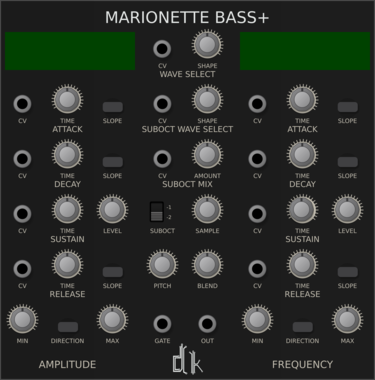 MARIONETTE BASS+
CV SHAPE
WAVE SELECT
CV TIME SLOPE CV SHAPE CV TIME SLOPE
ATTACK SUBOCT WAVE SELECT ATTACK
CV TIME SLOPE CV AMOUNT CV TIME SLOPE
DECAY SUBOCT MIX DECAY
-1
-2
CV TIME LEVEL SUBOCT SAMPLE CV TIME LEVEL
SUSTAIN SUSTAIN
CV TIME SLOPE PITCH BLEND CV TIME SLOPE
RELEASE RELEASE
MIN DIRECTION MAX GATE OUT MIN DIRECTION MAX
AMPLITUDE dtk FREQUENCY